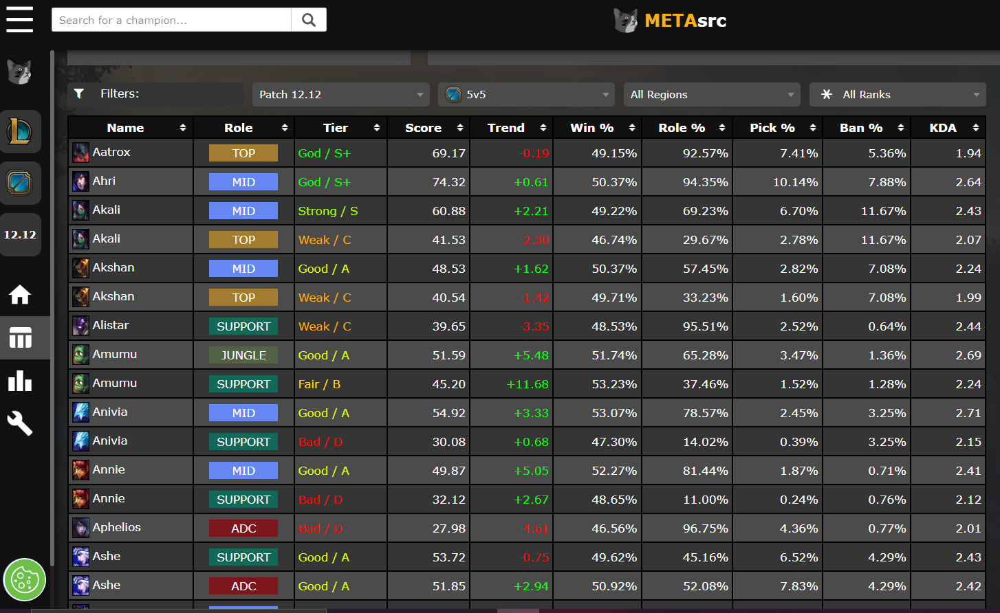 Search for a champion...
METAsrc
Filters:
Patch 12.12
5v5
All Regions
All Ranks
12.12
Name Role Tier Score Trend Win % Role % Pick % Ban % KDA
Aatrox TOP God / S+ 69.17 -0.19 49.15% 92.57% 7.41% 5.36% 1.94
Ahri MID God / S+ 74.32 +0.61 50.37% 94.35% 10.14% 7.88% 2.64
Akali MID Strong / S 60.88 +2.21 49.22% 69.23% 6.70% 11.67% 2.43
Akali TOP Weak / C 41.53 -2.30 46.74% 29.67% 2.78% 11.67% 2.07
Akshan MID Good / A 48.53 +1.62 50.37% 57.45% 2.82% 7.08% 2.24
Akshan TOP Weak / C 40.54 -1.42 49.71% 33.23% 1.60% 7.08% 1.99
Alistar SUPPORT Weak / C 39.65 -3.35 48.53% 95.51% 2.52% 0.64% 2.44
Amumu JUNGLE Good / A 51.59 +5.48 51.74% 65.28% 3.47% 1.36% 2.69
Amumu SUPPORT Fair / B 45.20 +11.68 53.23% 37.46% 1.52% 1.28% 2.24
Anivia MID Good / A 54.92 +3.33 53.07% 78.57% 2.45% 3.25% 2.71
Anivia SUPPORT Bad / D 30.08 +0.68 47.30% 14.02% 0.39% 3.25% 2.15
Annie MID Good / A 49.87 +5.05 52.27% 81.44% 1.87% 0.71% 2.41
Annie SUPPORT Bad / D 32.12 +2.67 48.65% 11.00% 0.24% 0.76% 2.12
Aphelios ADC Bad / D 27.98 -4.61 46.56% 96.75% 4.36% 0.77% 2.01
Ashe SUPPORT Good / A 53.72 -0.75 49.62% 45.16% 6.52% 4.29% 2.43
Ashe ADC Good / A 51.85 +2.94 50.92% 52.08% 7.83% 4.29% 2.42